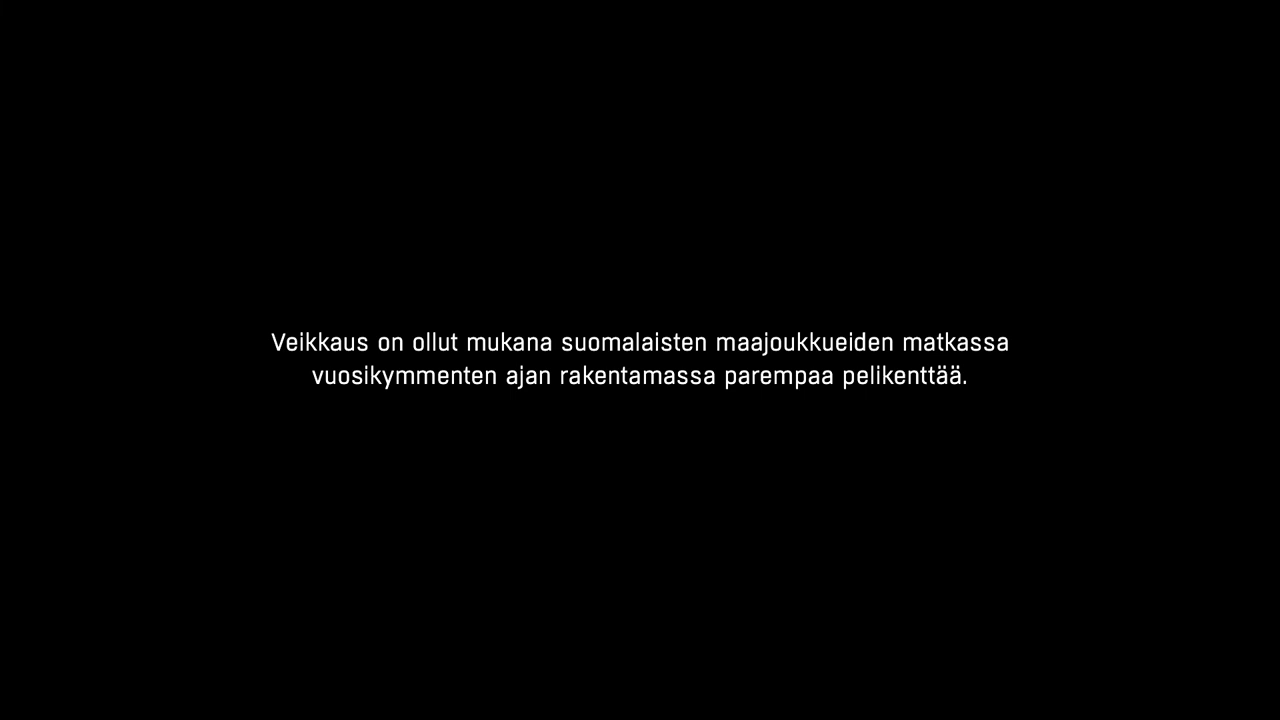 Veikkaus on ollut mukana suomalaisten maajoukkueiden matkassa
vuosikymmenten ajan rakentamassa parempaa pelikenttää.